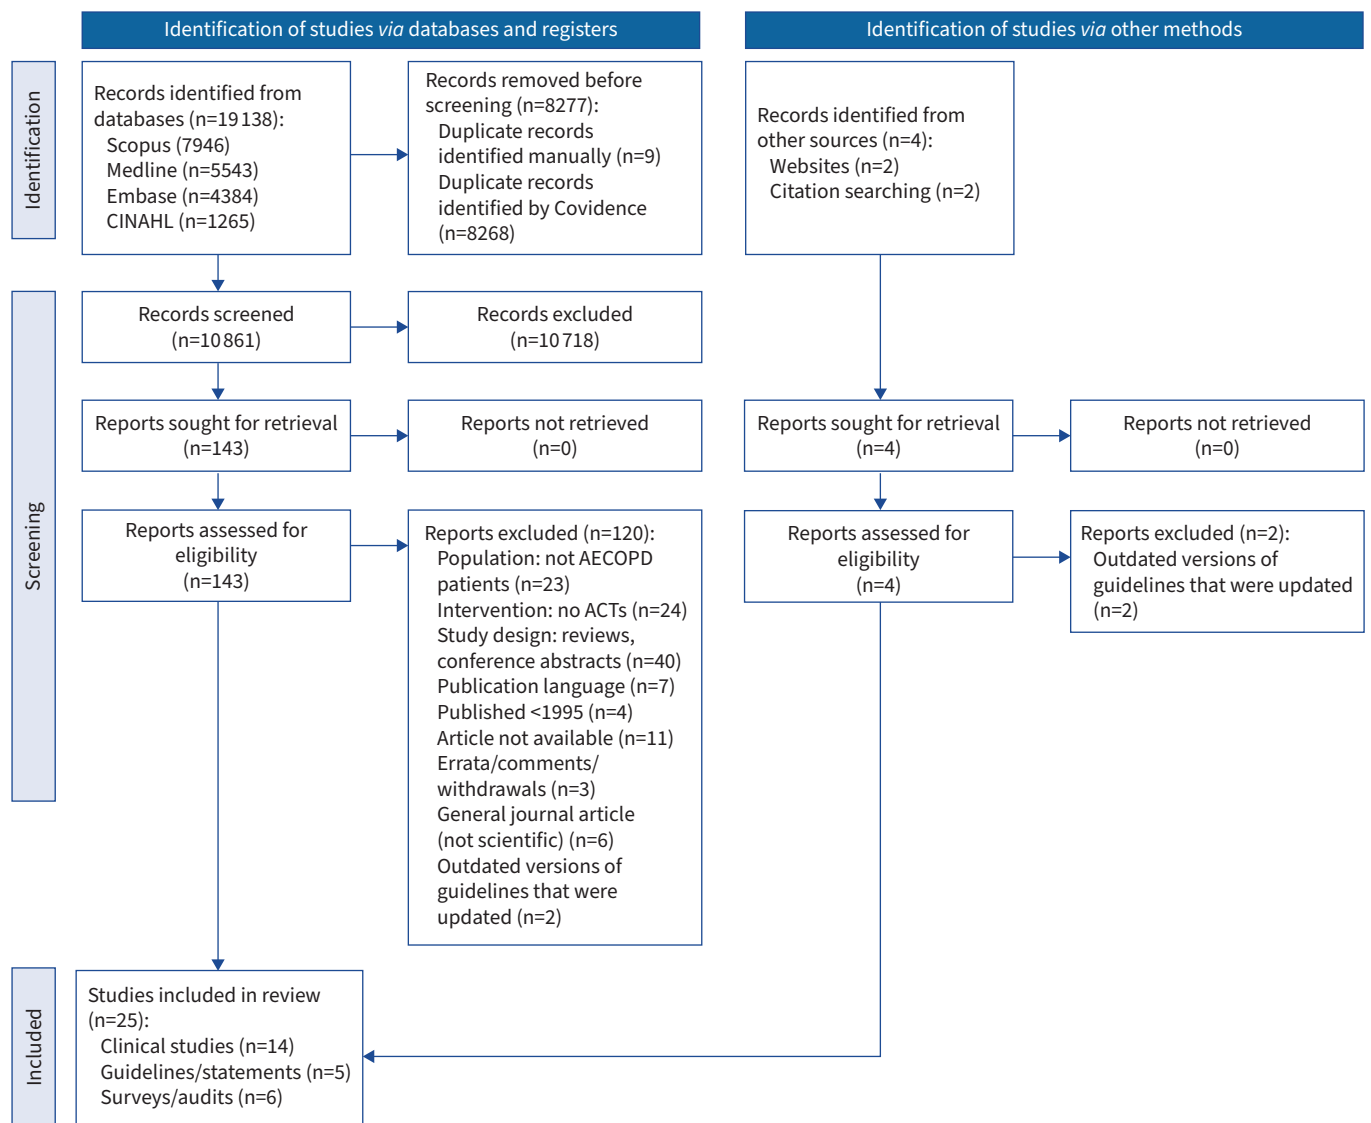 Identification of studies via databases and registers
Identification of studies via other methods
Identification
Records identified from
databases (n=19 138):
Scopus (7946)
Medline (n=5543)
Embase (n=4384)
CINAHL (n=1265)
Records removed before
screening (n=8277):
Duplicate records
identified manually (n=9)
Duplicate records
identified by Covidence
(n=8268)
Records identified from
other sources (n=4):
Websites (n=2)
Citation searching (n=2)
Screening
Records screened
(n=10 861)
Records excluded
(n=10 718)
Reports sought for retrieval
(n=143)
Reports not retrieved
(n=0)
Reports sought for retrieval
(n=4)
Reports not retrieved
(n=0)
Reports assessed for
eligibility
(n=143)
Reports excluded (n=120):
Population: not AECOPD
patients (n=23)
Intervention: no ACTs (n=24)
Study design: reviews,
conference abstracts (n=40)
Publication language (n=7)
Published <1995 (n=4)
Article not available (n=11)
Errata/comments/
withdrawals (n=3)
General journal article
(not scientific) (n=6)
Outdated versions of
guidelines that were
updated (n=2)
Reports assessed for
eligibility
(n=4)
Reports excluded (n=2):
Outdated versions of
guidelines that were updated
(n=2)
Included
Studies included in review
(n=25):
Clinical studies (n=14)
Guidelines/statements (n=5)
Surveys/audits (n=6)